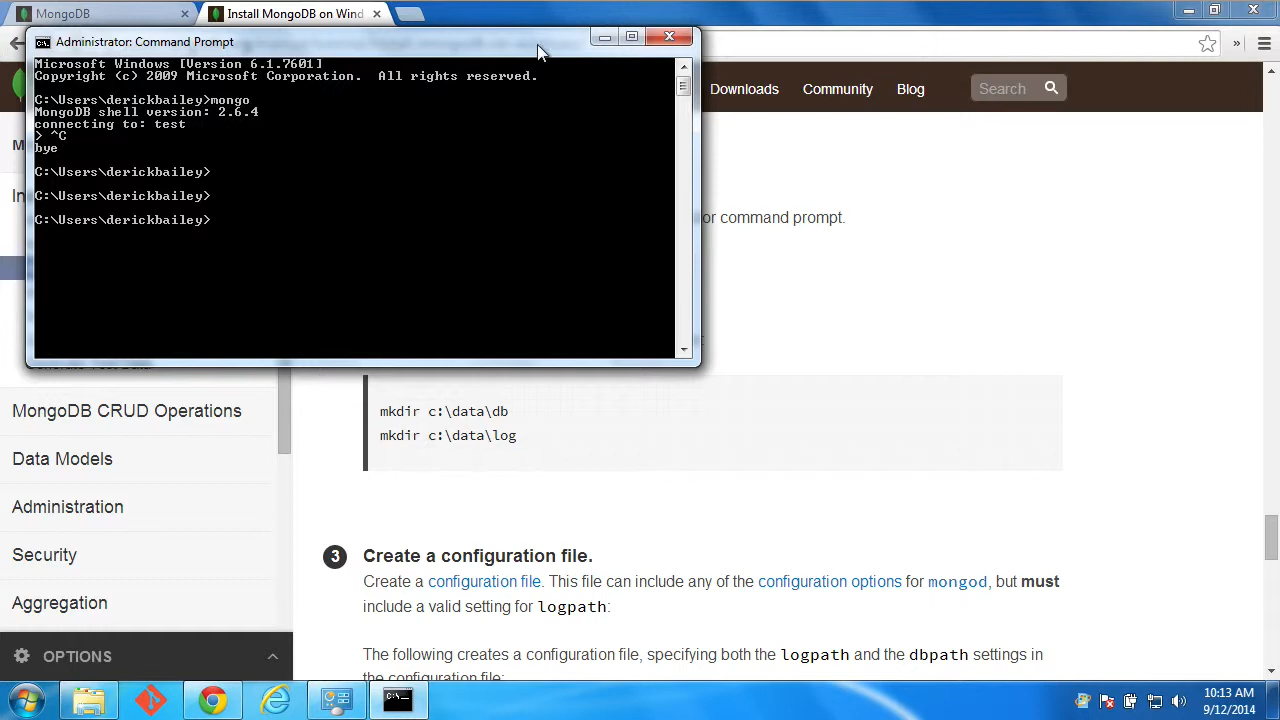 MongoDB
Install MongoDB on Wind
Administrator: Command Prompt
Microsoft Windows [Version 6.1.7601]
Copyright (c) 2009 Microsoft Corporation.  All rights reserved.
C:\Users\derickbailey>mongo
MongoDB shell version: 2.6.4
connecting to: test
> ^C
bye
C:\Users\derickbailey>
C:\Users\derickbailey>
C:\Users\derickbailey>
Downloads
Community
Blog
Search
or command prompt.
mkdir c:\data\db
mkdir c:\data\log
MongoDB CRUD Operations
Data Models
Administration
Security
Aggregation
OPTIONS
3 Create a configuration file.
Create a configuration file. This file can include any of the configuration options for mongod, but must
include a valid setting for logpath:
The following creates a configuration file, specifying both the logpath and the dbpath settings in
the configuration file:
10:13 AM
9/12/2014